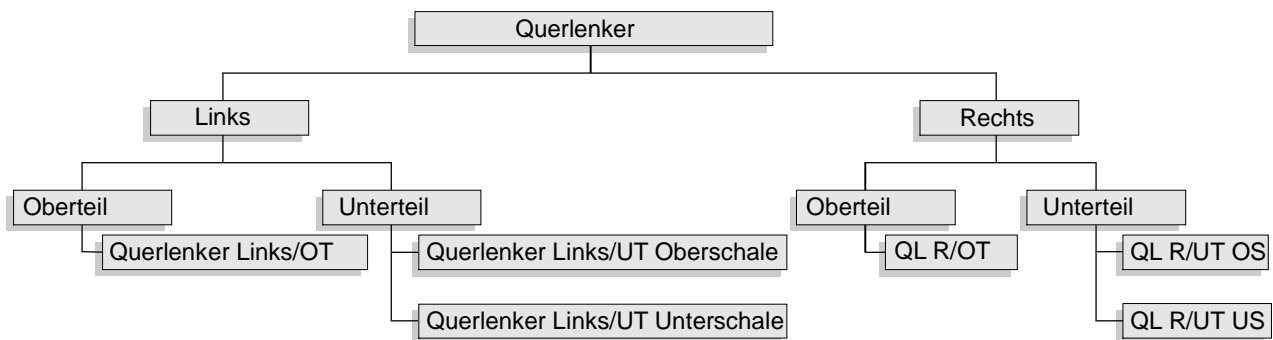 Querlenker
Links
Rechts
Oberteil
Unterteil
Oberteil
Unterteil
Querlenker Links/OT
Querlenker Links/UT Oberschale
QL R/OT
QL R/UT OS
Querlenker Links/UT Unterschale
QL R/UT US